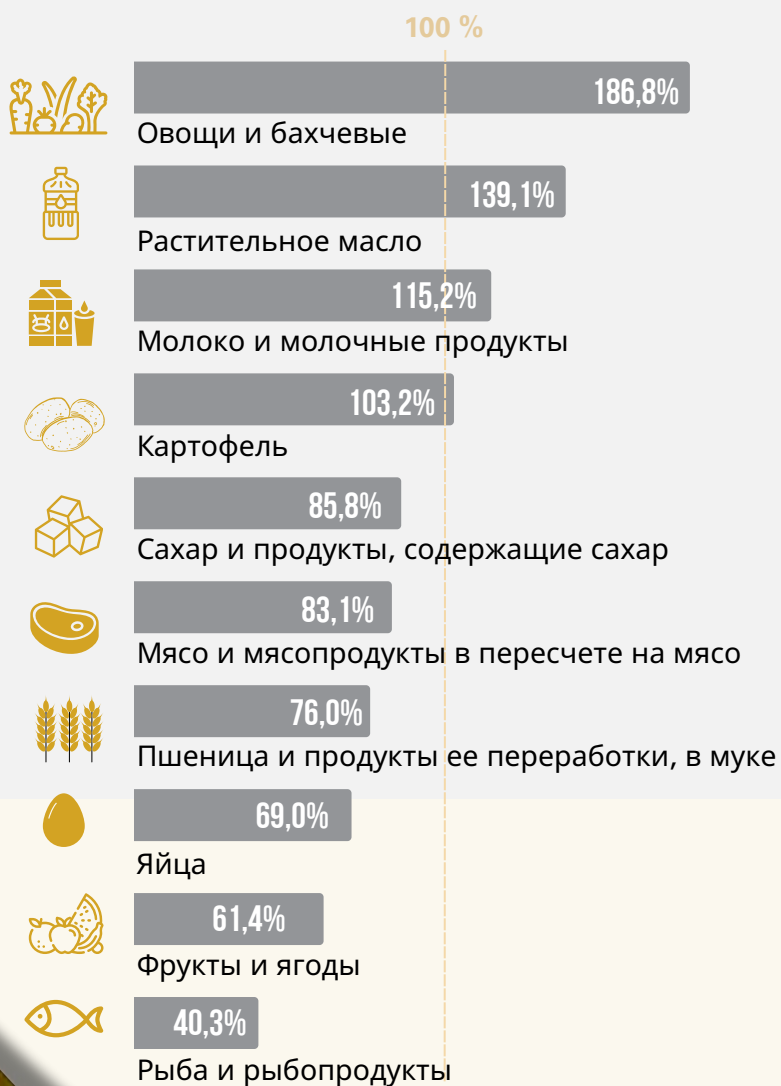 100 %
186,8%
Овощи и бахчевые
139,1%
Растительное масло
115,2%
Молоко и молочные продукты
103,2%
Картофель
85,8%
Сахар и продукты, содержащие сахар
83,1%
Мясо и мясопродукты в пересчете на мясо
76,0%
Пшеница и продукты ее переработки, в муке
69,0%
Яйца
61,4%
Фрукты и ягоды
40,3%
Рыба и рыбопродукты